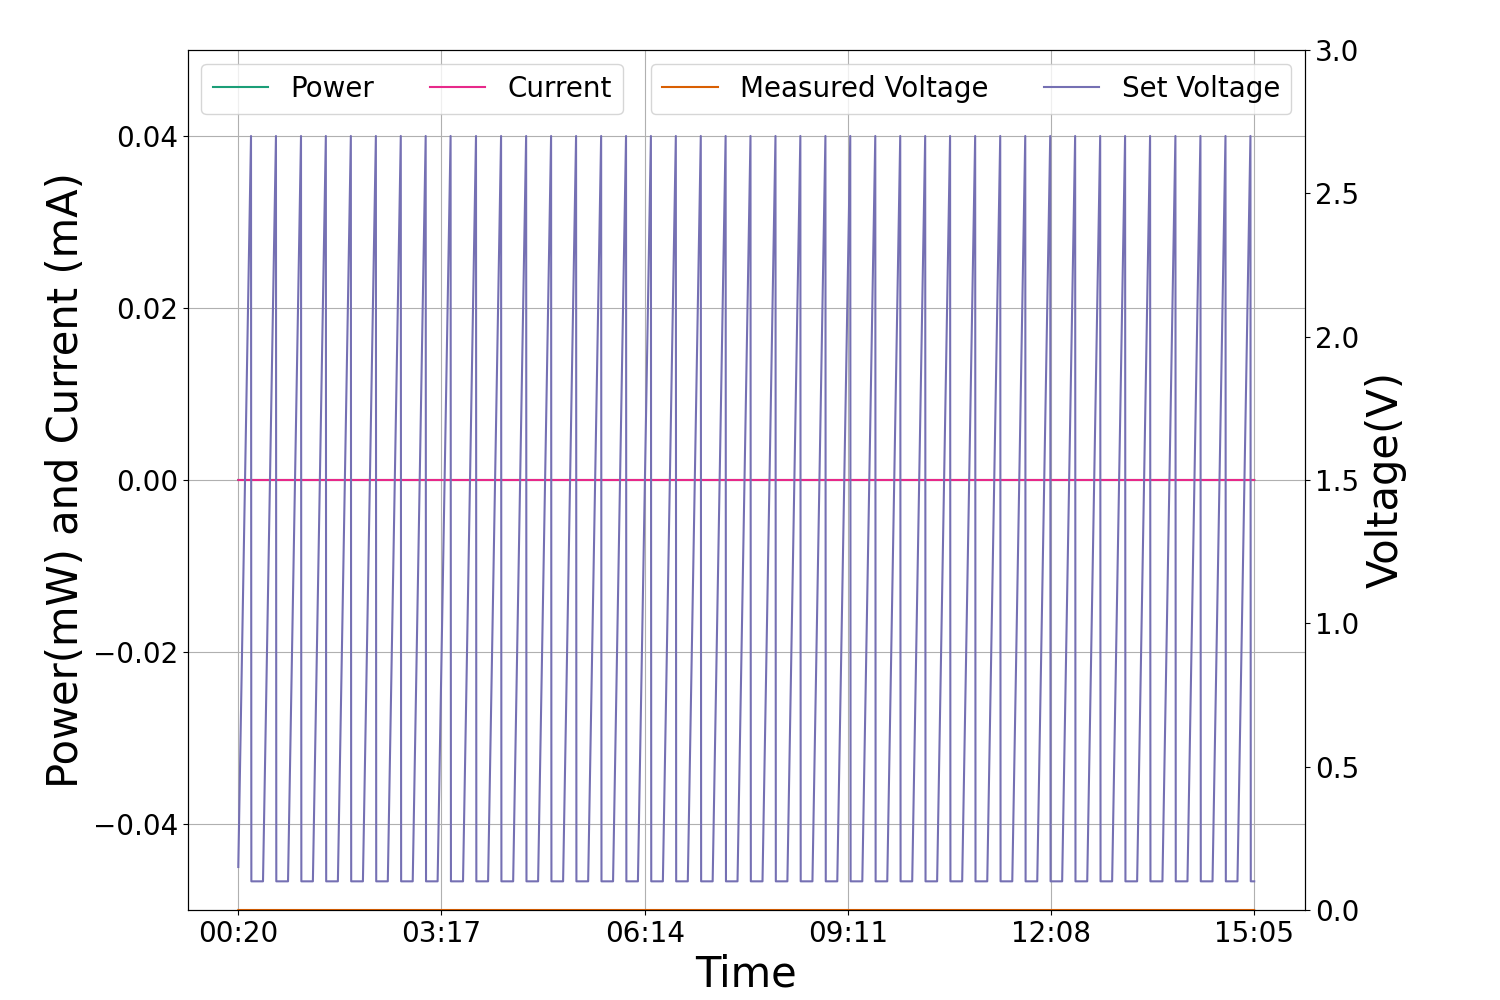 Power Current Measured Voltage Set Voltage
Power(mW) and Current (mA)
0.04
0.02
0.00
−0.02
−0.04
3.0
2.5
2.0
1.5
1.0
0.5
0.0
Voltage(V)
00:20 03:17 06:14 09:11 12:08 15:05
Time